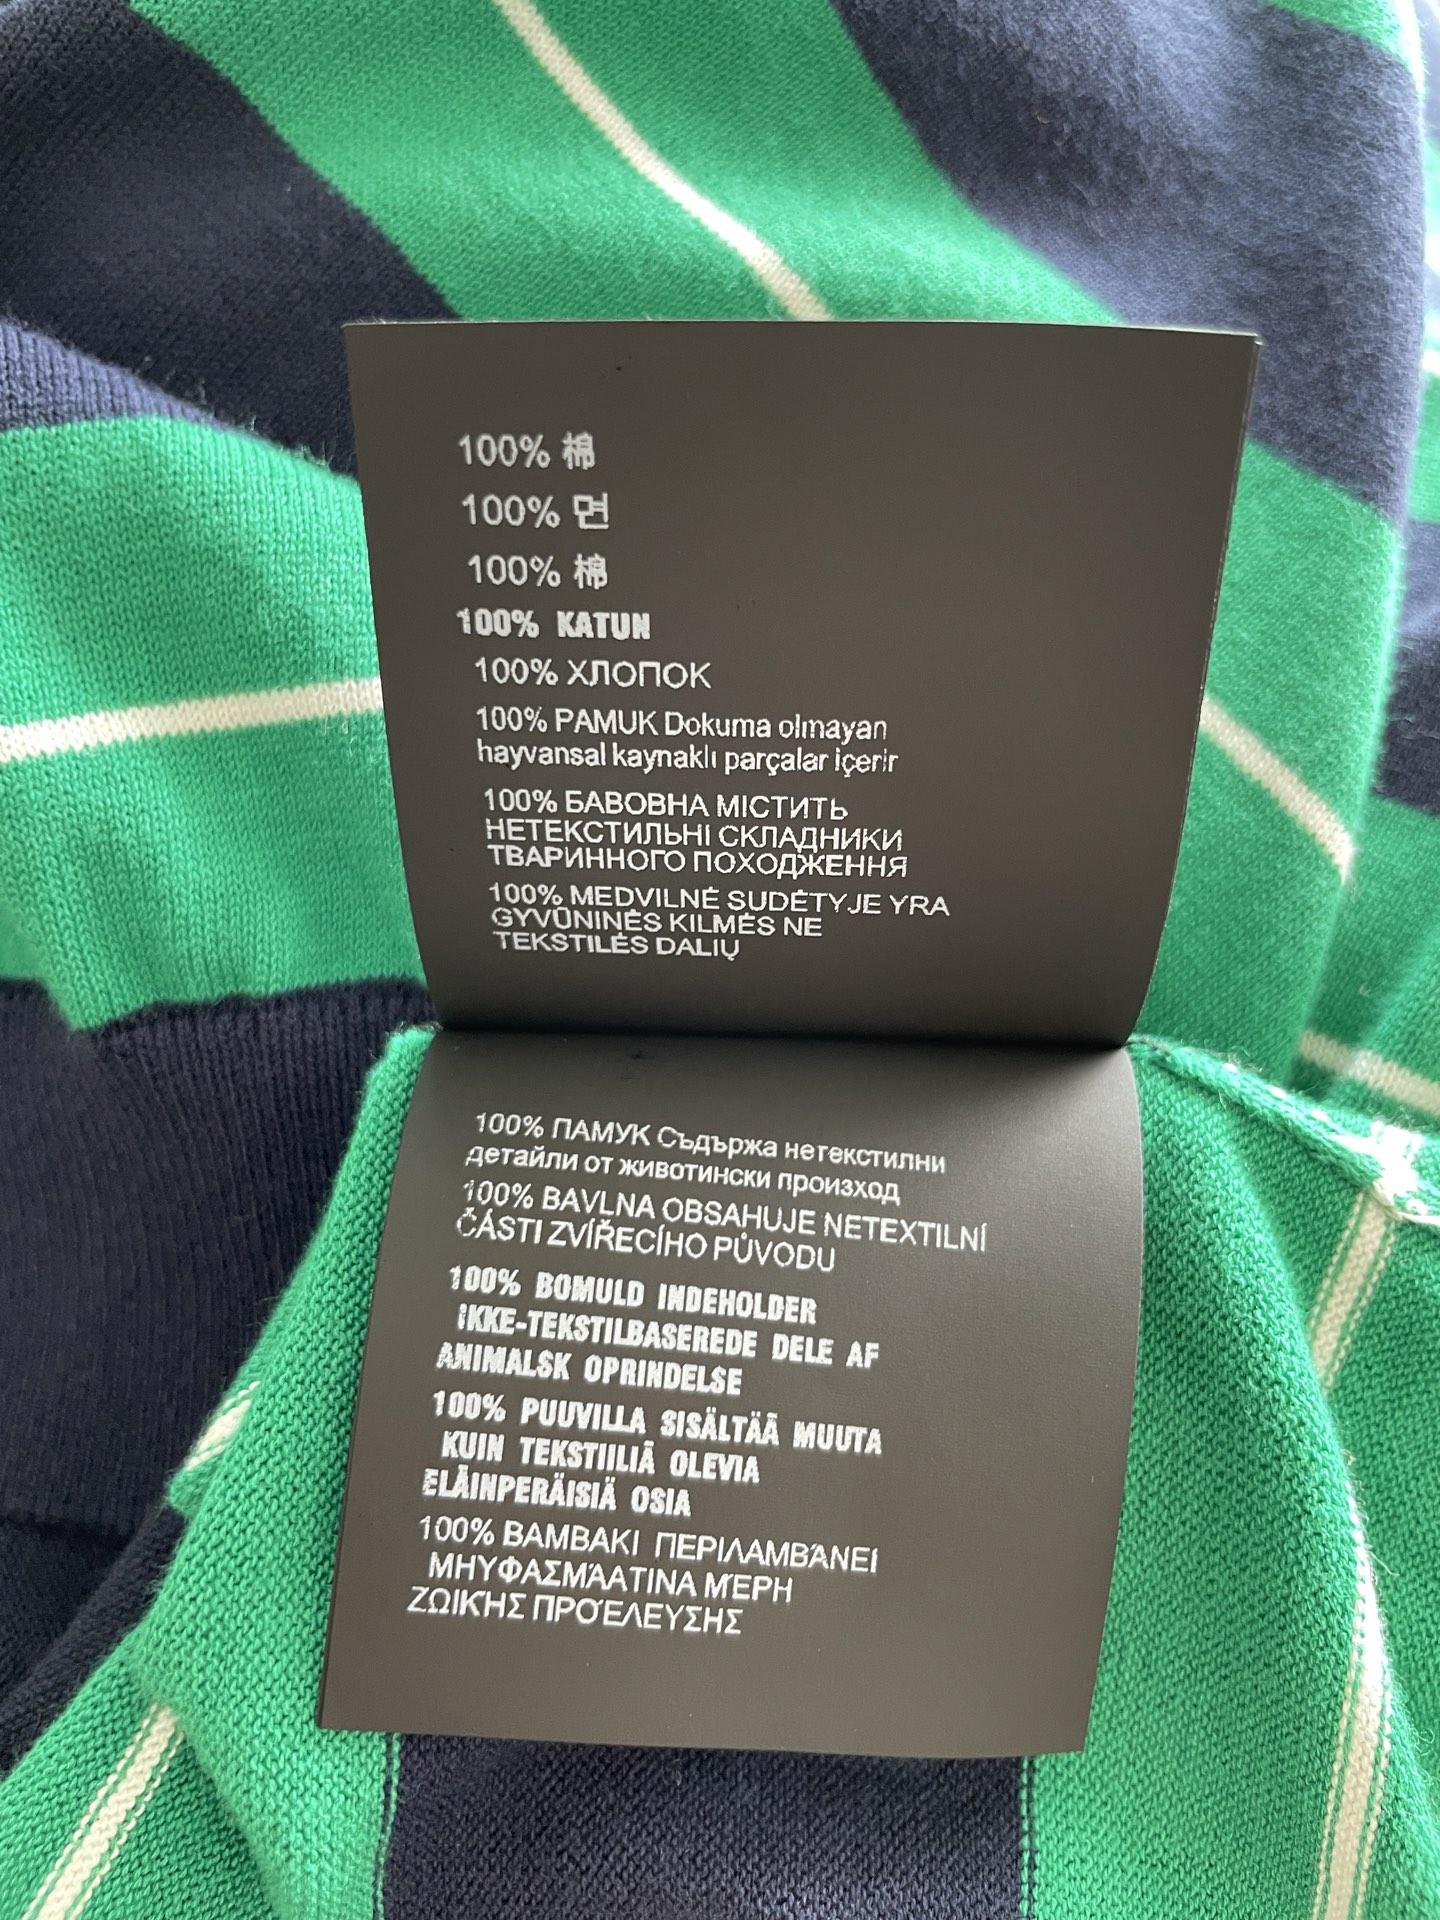 100% 棉
100% 면
100% 棉
100% KATUN
100% ХЛОПОК
100% PAMUK Dokuma olmayan
hayvansal kaynaklı parçalar içerir
100% БАВОВНА МІСТИТЬ
НЕТЕКСТИЛЬНІ СКЛАДНИКИ
ТВАРИННОГО ПОХОДЖЕННЯ
100% MEDVILNĖ SUDĖTYJE YRA
GYVŪNINĖS KILMĖS NE
TEKSTILĖS DALIŲ
100% ПАМУК Съдържа нетекстилни
детайли от животински произход
100% BAVLNA OBSAHUJE NETEXTILNÍ
ČÁSTI ZVÍŘECÍHO PŮVODU
100% BOMULD INDEHOLDER
IKKE-TEKSTILBASEREDE DELE AF
ANIMALSK OPRINDELSE
100% PUUVILLA SISÄLTÄÄ MUUTA
KUIN TEKSTIILIÄ OLEVIA
ELÄINPERÄISIÄ OSIA
100% BAMBAKI ΠΕΡΙΛΑΜΒΆΝΕΙ
ΜΗΥΦΑΣΜΆΑΤΙΝΑ ΜΈΡΗ
ΖΩΙΚΉΣ ΠΡΟΈΛΕΥΣΗΣ